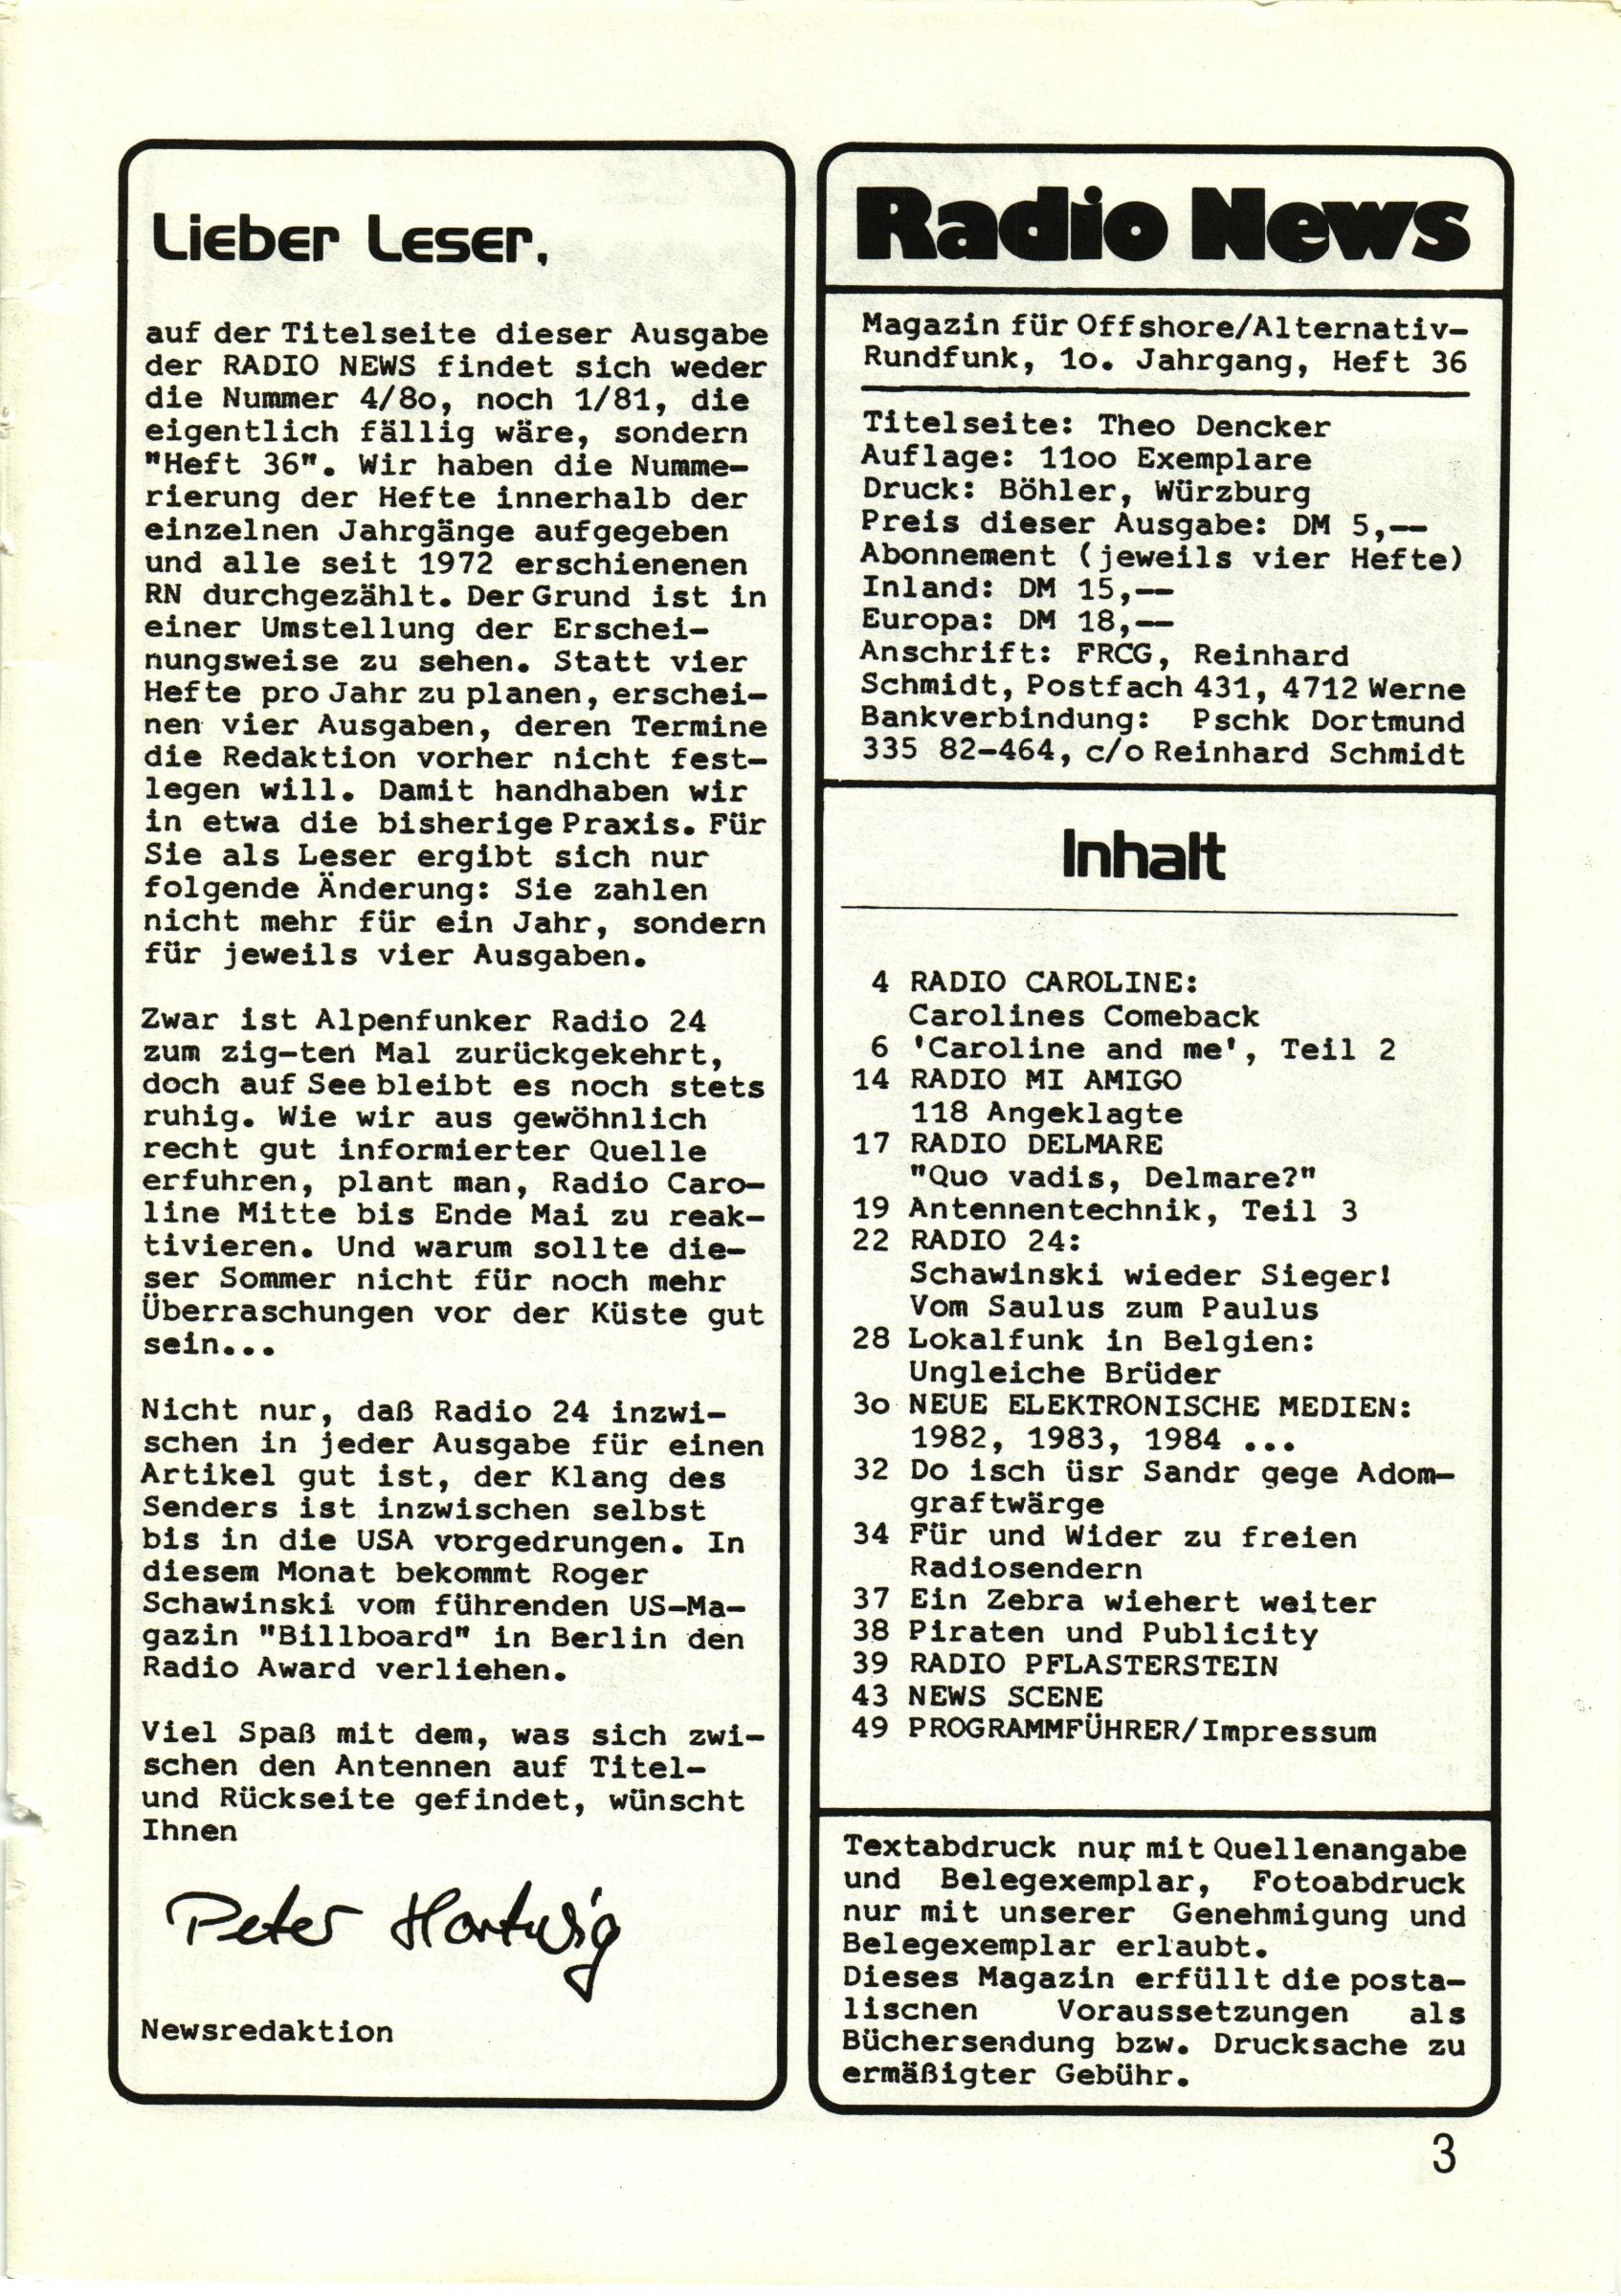 Lieber Leser,
auf der Titelseite dieser Ausgabe
der RADIO NEWS findet sich weder
die Nummer 4/8o, noch 1/81, die
eigentlich fällig wäre, sondern
"Heft 36". Wir haben die Numme-
rierung der Hefte innerhalb der
einzelnen Jahrgänge aufgegeben
und alle seit 1972 erschienenen
RN durchgezählt. Der Grund ist in
einer Umstellung der Erschei-
nungsweise zu sehen. Statt vier
Hefte pro Jahr zu planen, erschei-
nen vier Ausgaben, deren Termine
die Redaktion vorher nicht fest-
legen will. Damit handhaben wir
in etwa die bisherige Praxis. Für
Sie als Leser ergibt sich nur
folgende Änderung: Sie zahlen
nicht mehr für ein Jahr, sondern
für jeweils vier Ausgaben.
Zwar ist Alpenfunker Radio 24
zum zig-ten Mal zurückgekehrt,
doch auf See bleibt es noch stets
ruhig. Wie wir aus gewöhnlich
recht gut informierter Quelle
erfuhren, plant man, Radio Caro-
line Mitte bis Ende Mai zu reak-
tivieren. Und warum sollte die-
ser Sommer nicht für noch mehr
Überraschungen vor der Küste gut
sein...
Nicht nur, daß Radio 24 inzwi-
schen in jeder Ausgabe für einen
Artikel gut ist, der Klang des
Senders ist inzwischen selbst
bis in die USA vorgedrungen. In
diesem Monat bekommt Roger
Schawinski vom führenden US-Ma-
gazin "Billboard" in Berlin den
Radio Award verliehen.
Viel Spaß mit dem, was sich zwi-
schen den Antennen auf Titel-
und Rückseite gefindet, wünscht
Ihnen
Peter Hartwig
Newsredaktion
Radio News
Magazin für Offshore/Alternativ-
Rundfunk, 1o. Jahrgang, Heft 36
Titelseite: Theo Dencker
Auflage: 11oo Exemplare
Druck: Böhler, Würzburg
Preis dieser Ausgabe: DM 5,--
Abonnement (jeweils vier Hefte)
Inland: DM 15,--
Europa: DM 18,--
Anschrift: FRCG, Reinhard
Schmidt, Postfach 431, 4712 Werne
Bankverbindung: Pschk Dortmund
335 82-464, c/o Reinhard Schmidt
Inhalt
4 RADIO CAROLINE:
Carolines Comeback
6 'Caroline and me', Teil 2
14 RADIO MI AMIGO
118 Angeklagte
17 RADIO DELMARE
"Quo vadis, Delmare?"
19 Antennentechnik, Teil 3
22 RADIO 24:
Schawinski wieder Sieger!
Vom Saulus zum Paulus
28 Lokalfunk in Belgien:
Ungleiche Brüder
3o NEUE ELEKTRONISCHE MEDIEN:
1982, 1983, 1984 ...
32 Do isch üsr Sandr gege Adom-
graftwärge
34 Für und Wider zu freien
Radiosendern
37 Ein Zebra wiehert weiter
38 Piraten und Publicity
39 RADIO PFLASTERSTEIN
43 NEWS SCENE
49 PROGRAMMFÜHRER/Impressum
Textabdruck nur mit Quellenangabe
und Belegexemplar, Fotoabdruck
nur mit unserer Genehmigung und
Belegexemplar erlaubt.
Dieses Magazin erfüllt die posta-
lischen Voraussetzungen als
Büchersendung bzw. Drucksache zu
ermäßigter Gebühr.
3